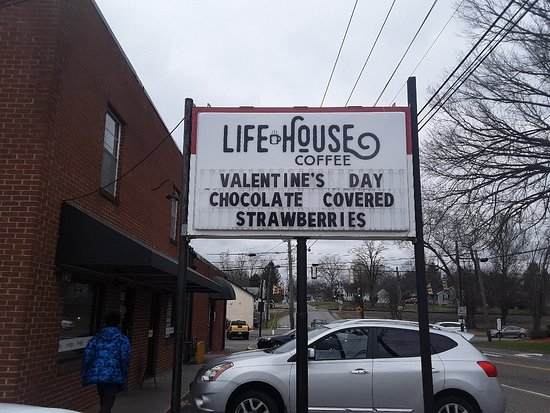 LIFE HOUSE
COFFEE
VALENTINE'S DAY
CHOCOLATE COVERED
STRAWBERRIES